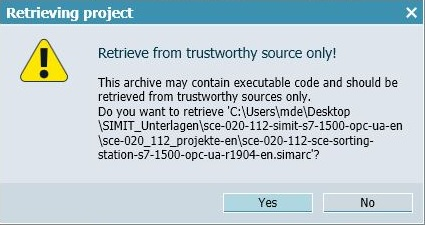 Retrieving project
Retrieve from trustworthy source only!
This archive may contain executable code and should be
retrieved from trustworthy sources only.
Do you want to retrieve 'C:\Users\mde\Desktop
\SIMIT_Unterlagen\sce-020-112-simit-s7-1500-opc-ua-en
\sce-020_112_projekte-en\sce-020-112-sce-sorting-
station-s7-1500-opc-ua-r1904-en.simarc'?
Yes
No